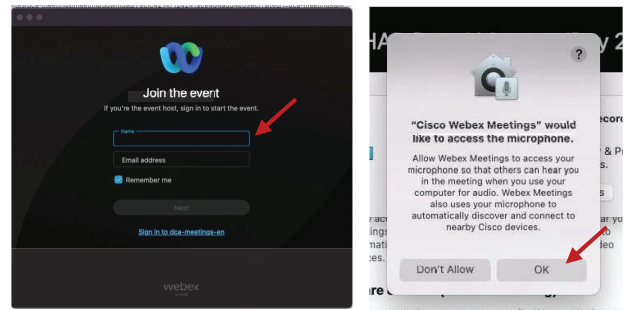 Join the event
If you're the event host, sign in to start the event.
Name
Email address
Remember me
Next
Sign in to dca-meetings-en
webex
?
"Cisco Webex Meetings" would
like to access the microphone.
Allow Webex Meetings to access your
microphone so that others can hear you
in the meeting when you use your
computer for audio. Webex Meetings
also uses your microphone to
automatically discover and connect to
nearby Cisco devices.
Don't Allow
OK